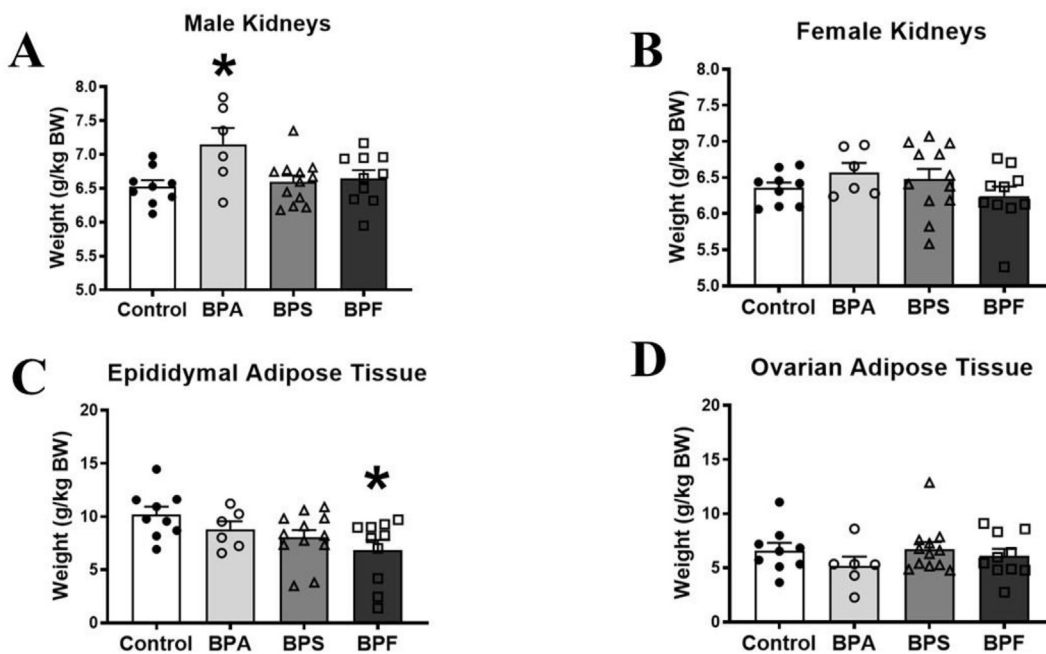 A
Male Kidneys
*
Weight (g/kg BW)
8.0
7.5
7.0
6.5
6.0
5.5
5.0
Control BPA BPS BPF
B
Female Kidneys
Weight (g/kg BW)
8.0
7.5
7.0
6.5
6.0
5.5
5.0
Control BPA BPS BPF
C
Epididymal Adipose Tissue
*
Weight (g/kg BW)
20
15
10
5
0
Control BPA BPS BPF
D
Ovarian Adipose Tissue
Weight (g/kg BW)
20
15
10
5
0
Control BPA BPS BPF